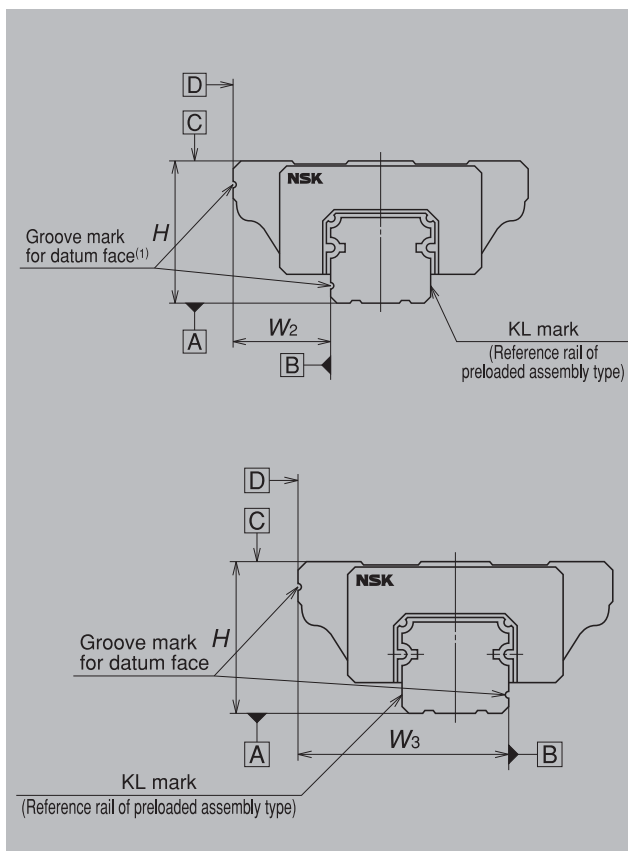 D
C
NSK
Groove mark
for datum face(1)
H
A
W2
B
KL mark
(Reference rail of
preloaded assembly type)
D
C
NSK
Groove mark
for datum face
H
A
W3
B
KL mark
(Reference rail of preloaded assembly type)